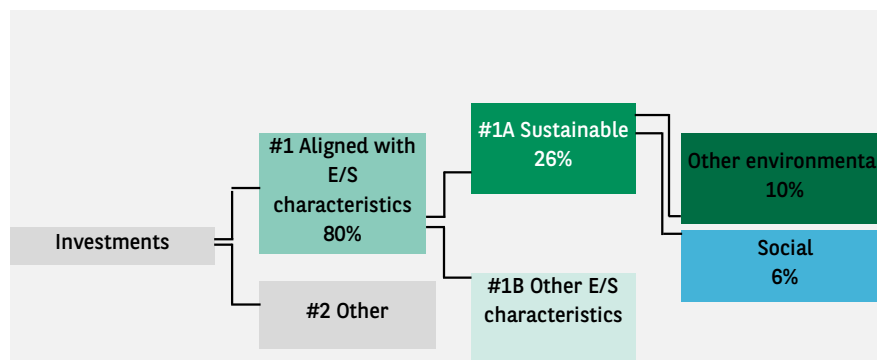 Investments
#1 Aligned with
E/S
characteristics
80%
#2 Other
#1A Sustainable
26%
#1B Other E/S
characteristics
Other environmenta
10%
Social
6%